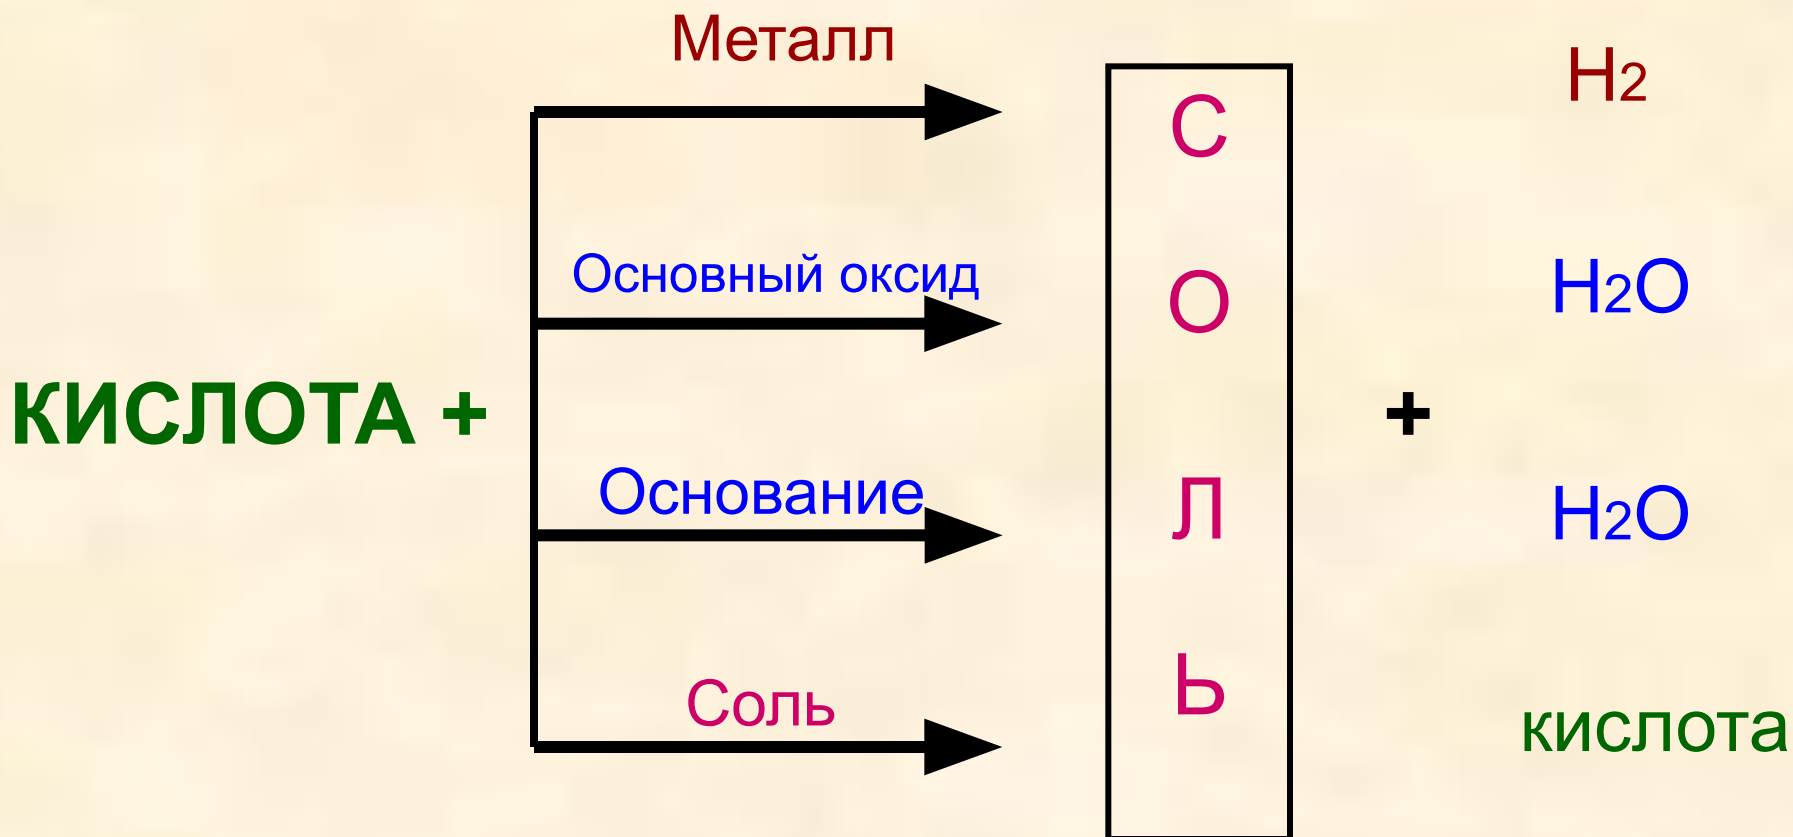 Металл
H2
С
Основный оксид
H2O
О
КИСЛОТА +
+
Основание
H2O
Л
Соль
Ь
кислота